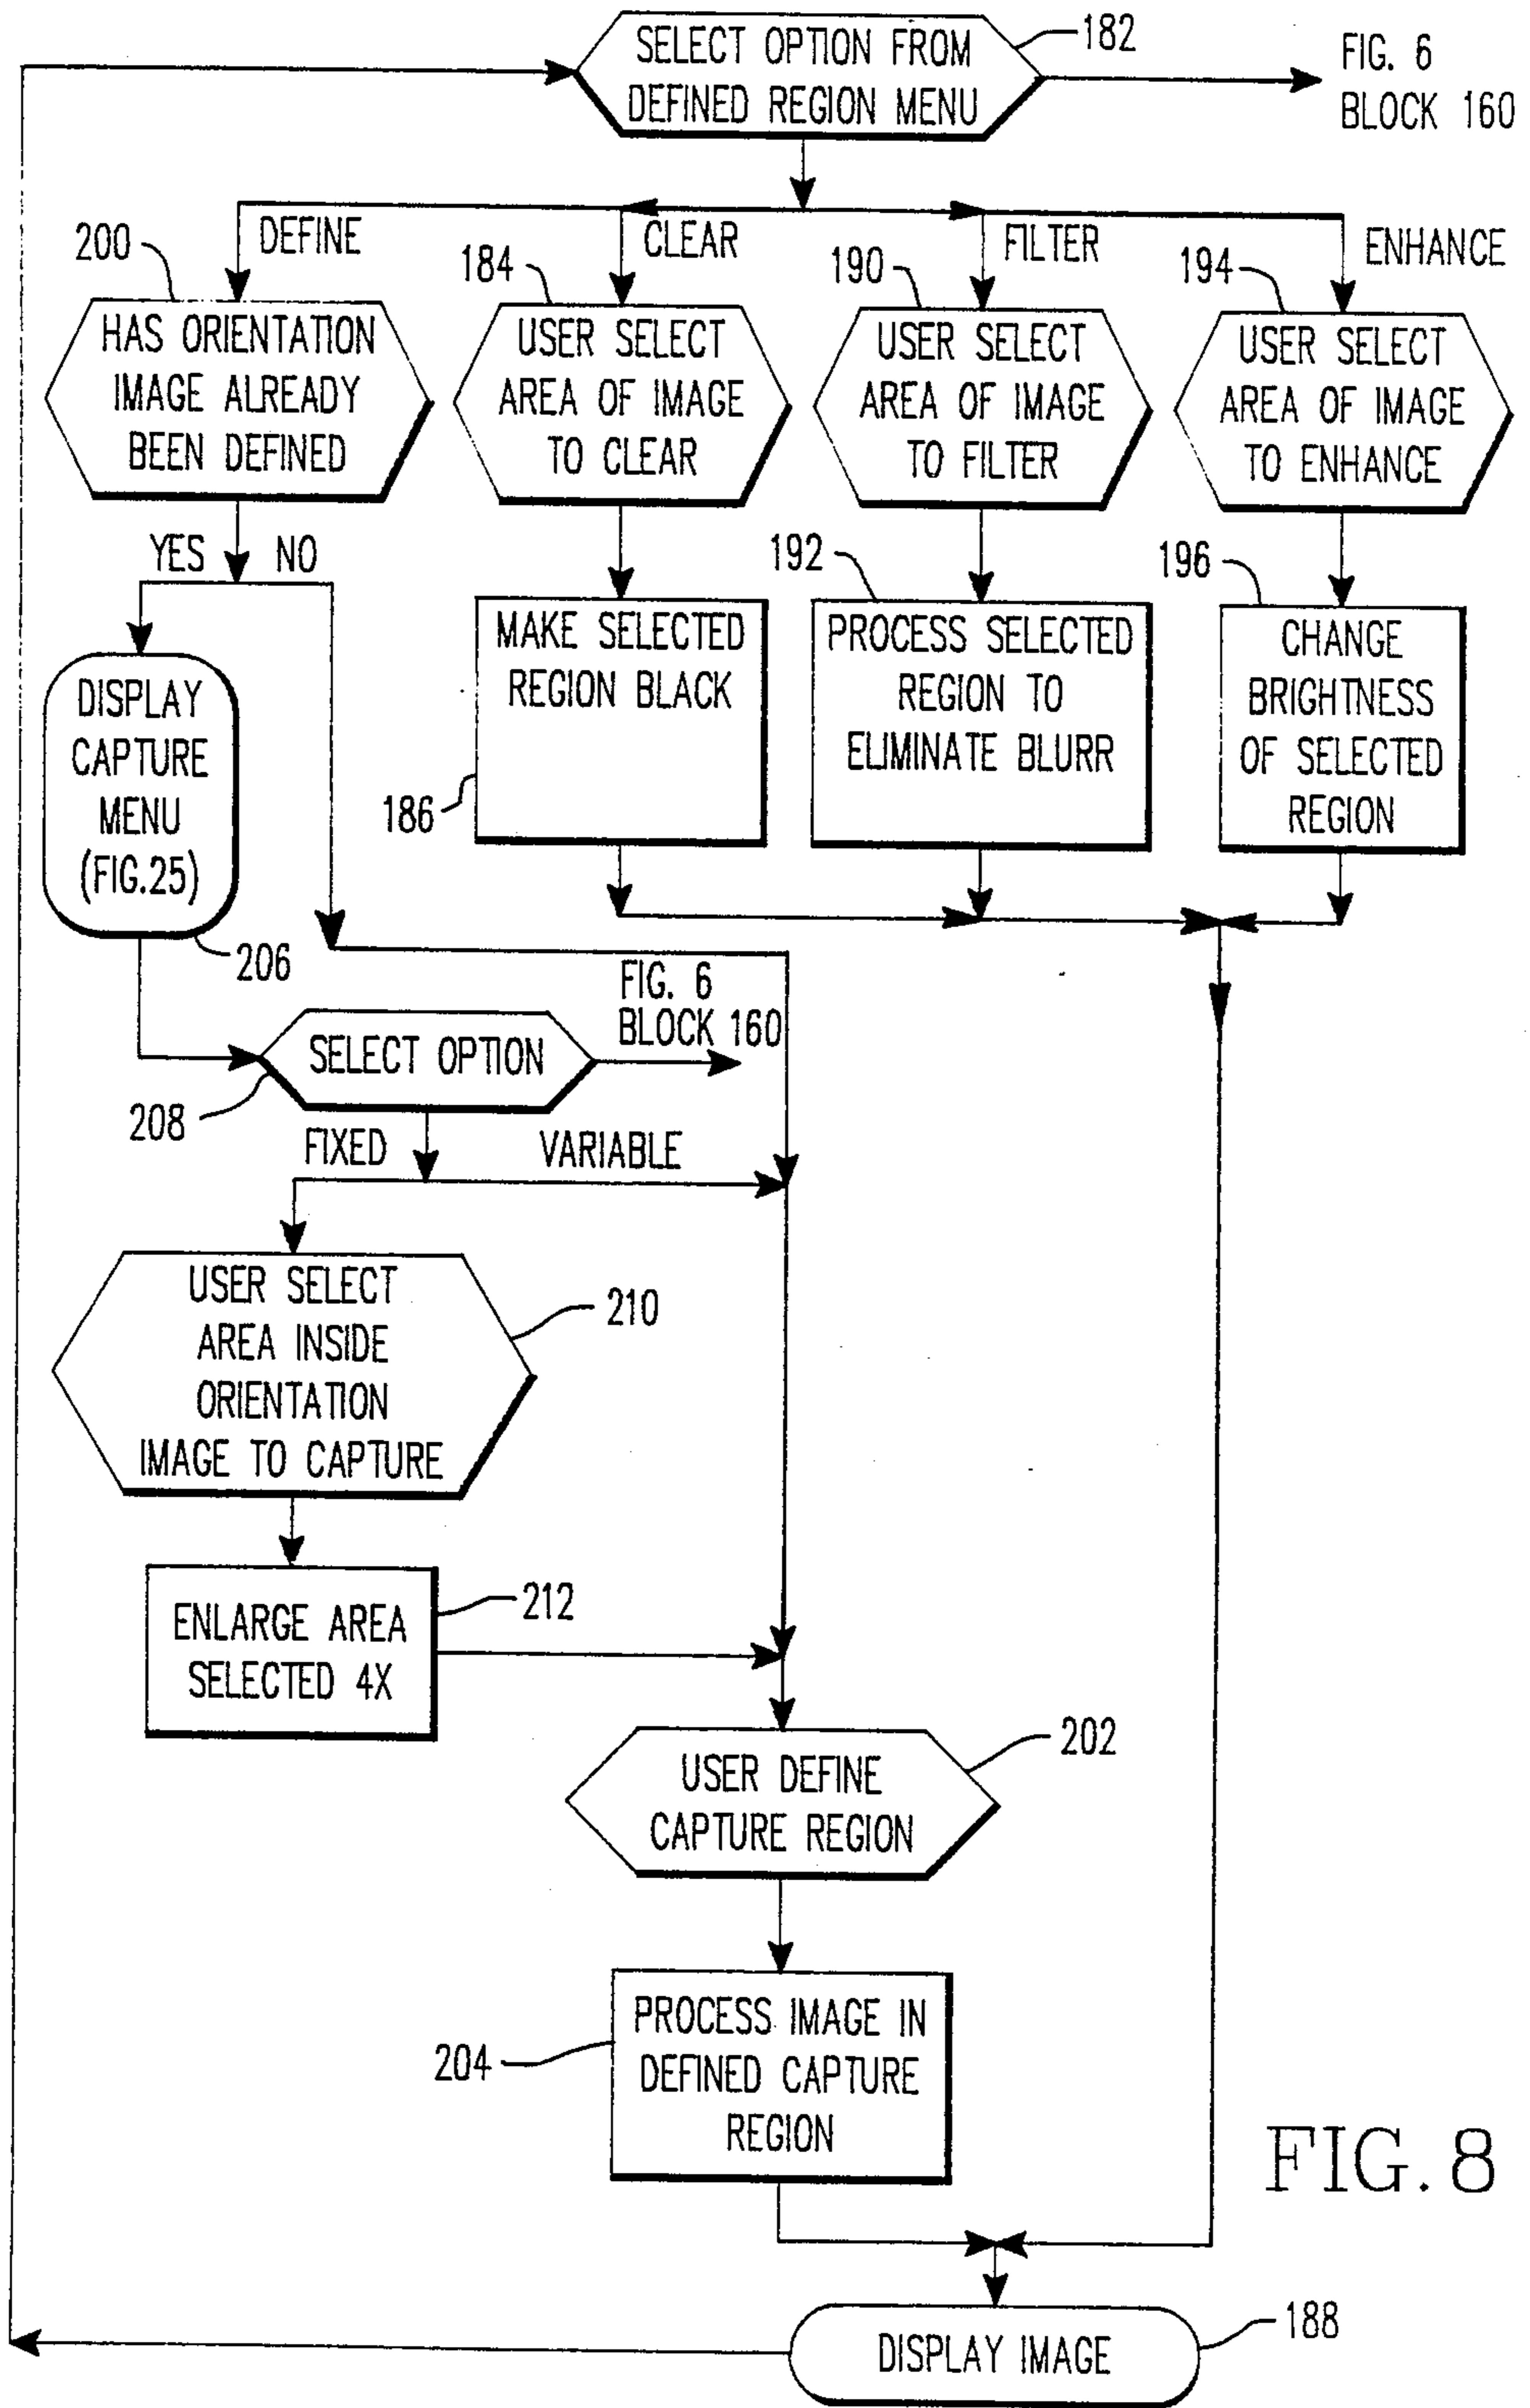 SELECT OPTION FROM
DEFINED REGION MENU
182
FIG. 6
BLOCK 160
DEFINE
CLEAR
FILTER
ENHANCE
200
184
190
194
HAS ORIENTATION
IMAGE ALREADY
BEEN DEFINED
USER SELECT
AREA OF IMAGE
TO CLEAR
USER SELECT
AREA OF IMAGE
TO FILTER
USER SELECT
AREA OF IMAGE
TO ENHANCE
YES
NO
192
196
DISPLAY
CAPTURE
MENU
(FIG.25)
206
MAKE SELECTED
REGION BLACK
186
PROCESS SELECTED
REGION TO
ELIMINATE BLURR
CHANGE
BRIGHTNESS
OF SELECTED
REGION
FIG. 6
BLOCK 160
SELECT OPTION
208
FIXED
VARIABLE
USER SELECT
AREA INSIDE
ORIENTATION
IMAGE TO CAPTURE
210
ENLARGE AREA
SELECTED 4X
212
USER DEFINE
CAPTURE REGION
202
PROCESS IMAGE IN
DEFINED CAPTURE
REGION
204
FIG. 8
DISPLAY IMAGE
188